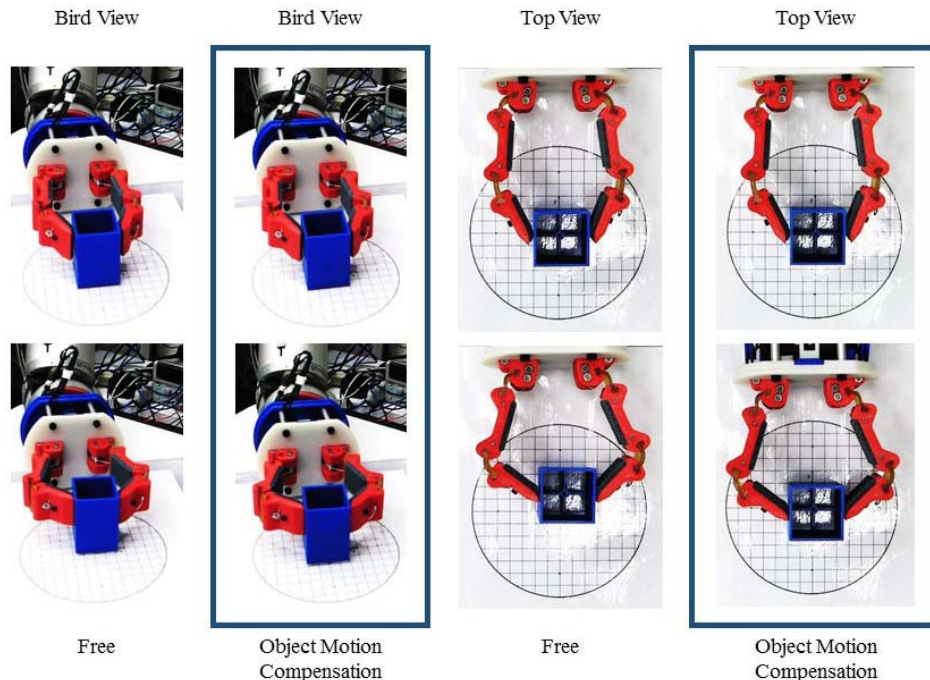 Bird View
Bird View
Top View
Top View
T
T
T
T
Free
Object Motion
Compensation
Free
Object Motion
Compensation